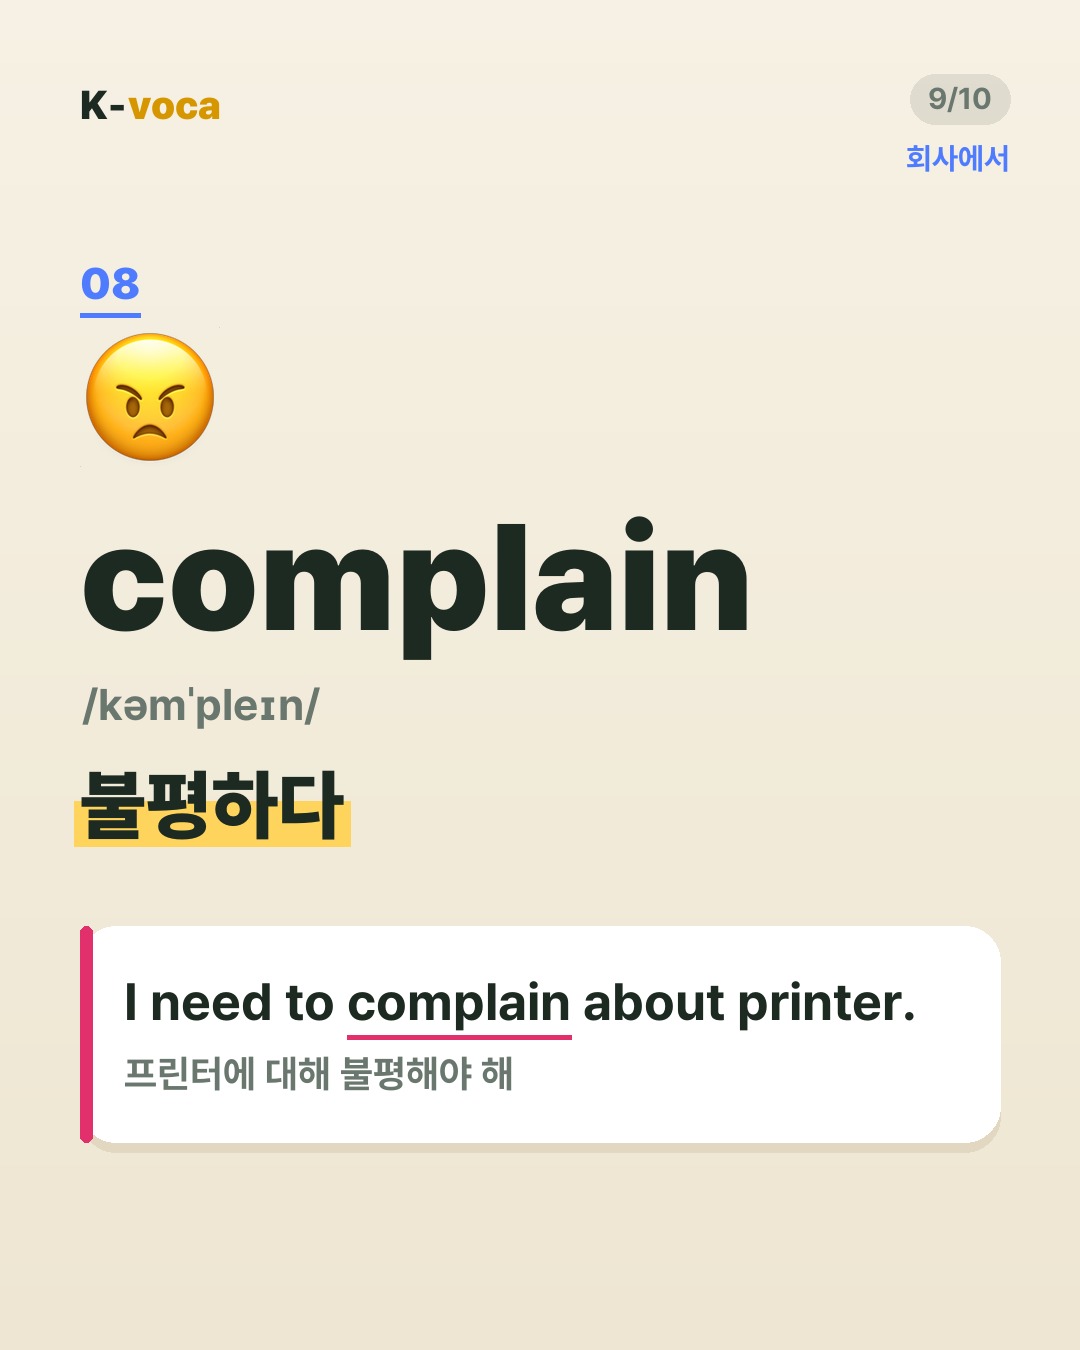 K-voca
9/10
회사에서
08
complain
/kəmˈpleɪn/
불평하다
I need to complain about printer.
프린터에 대해 불평해야 해